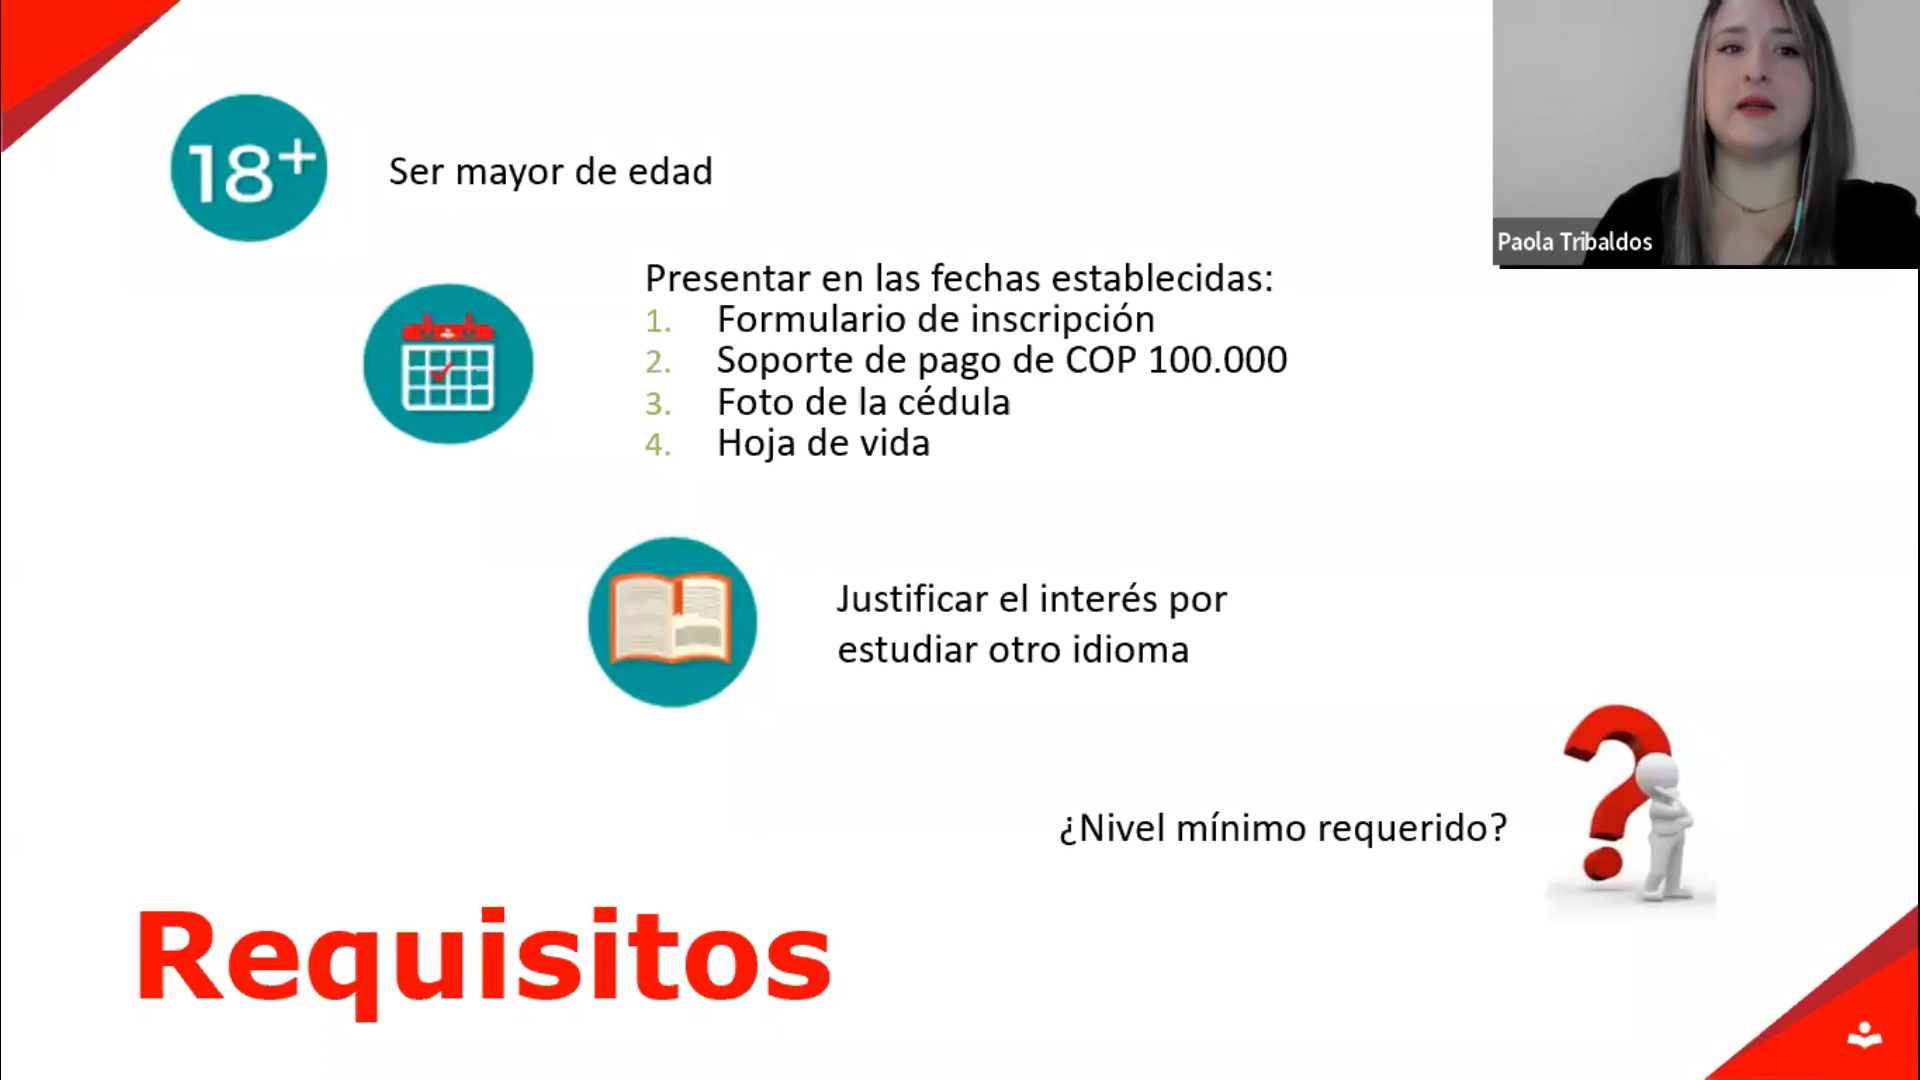 18+
Ser mayor de edad
Paola Tribaldos
Presentar en las fechas establecidas:
1. Formulario de inscripción
2. Soporte de pago de COP 100.000
3. Foto de la cédula
4. Hoja de vida
Justificar el interés por
estudiar otro idioma
¿Nivel mínimo requerido?
Requisitos